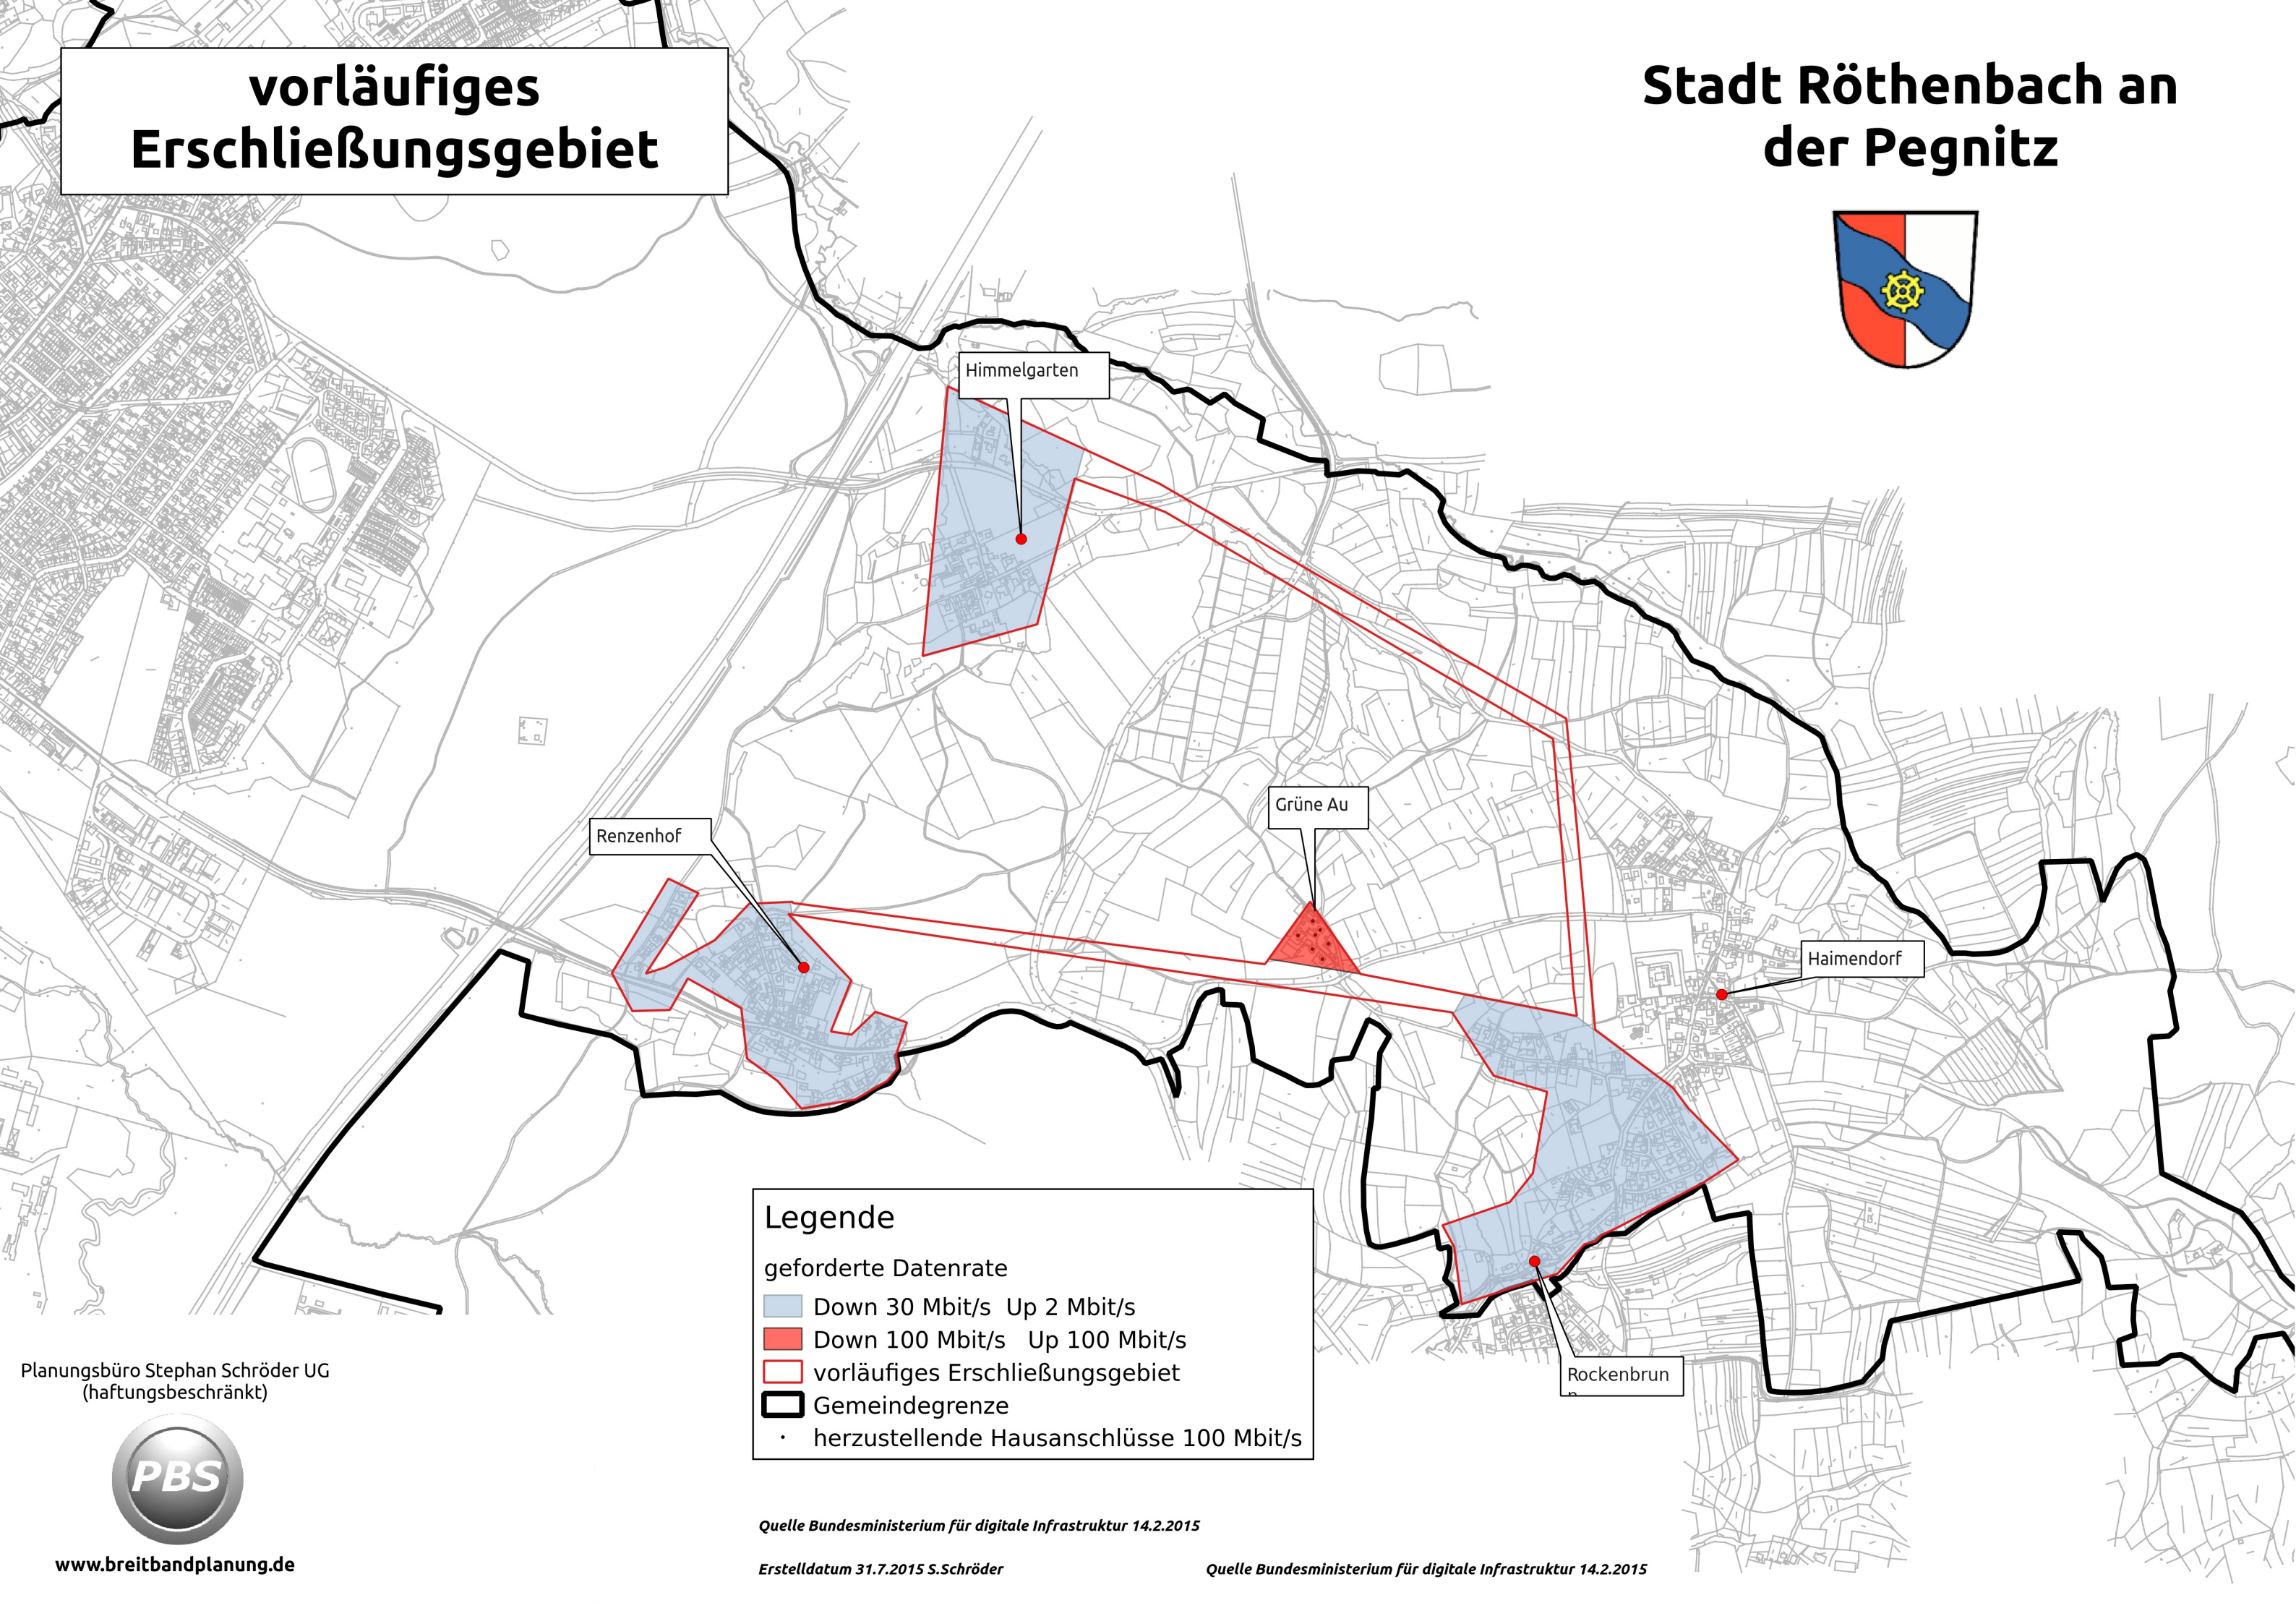 vorläufiges
Erschließungsgebiet
Stadt Röthenbach an
der Pegnitz
Himmelgarten
Grüne Au
Renzenhof
Haimendorf
Rockenbrun
n
Legende
geforderte Datenrate
Down 30 Mbit/s Up 2 Mbit/s
Down 100 Mbit/s Up 100 Mbit/s
vorläufiges Erschließungsgebiet
Gemeindegrenze
herzustellende Hausanschlüsse 100 Mbit/s
Planungsbüro Stephan Schröder UG
(haftungsbeschränkt)
PBS
www.breitbandplanung.de
Quelle Bundesministerium für digitale Infrastruktur 14.2.2015
Erstelldatum 31.7.2015 S.Schröder
Quelle Bundesministerium für digitale Infrastruktur 14.2.2015